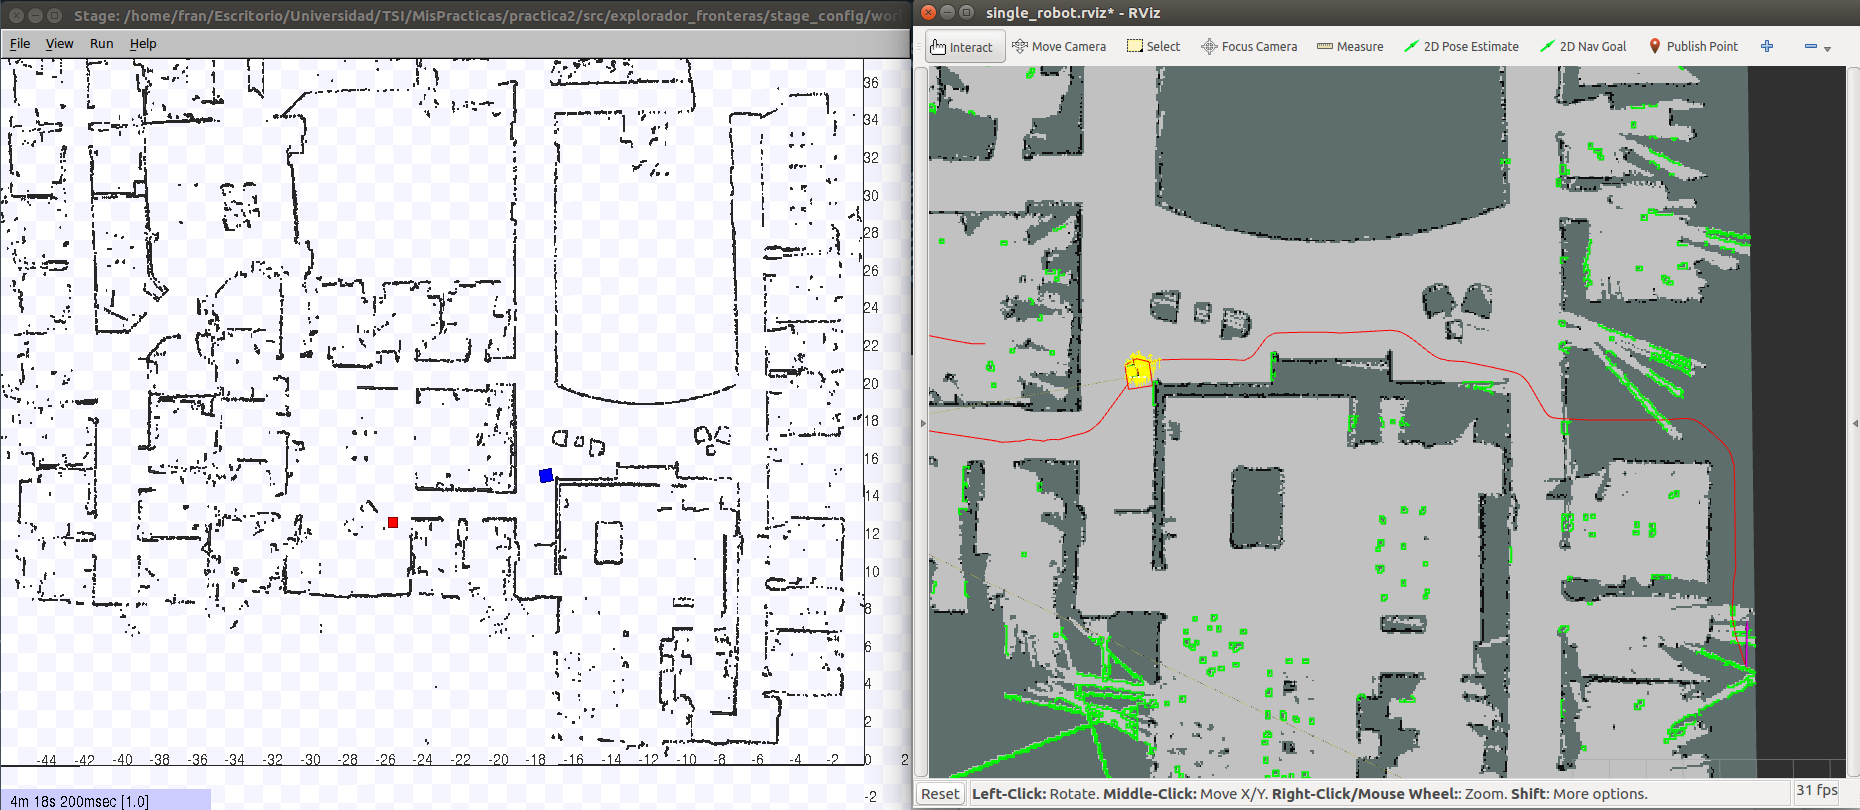 Stage: /home/fran/Escritorio/Universidad/TSI/MisPracticas/practica2/src/explorador_fronteras/stage_config/worl
File View Run Help
36
34
32
30
28
26
24
22
20
18
16
14
12
10
8
6
4
2
-44 -42 -40 -38 -36 -34 -32 -30 -28 -26 -24 -22 -20 -18 -16 -14 -12 -10 -8 -6 -4 -2 0 2
-2
4m 18s 200msec [1.0]
single_robot.rviz* - RViz
Interact Move Camera Select Focus Camera Measure 2D Pose Estimate 2D Nav Goal Publish Point
Reset Left-Click: Rotate. Middle-Click: Move X/Y. Right-Click/Mouse Wheel:: Zoom. Shift: More options. 31 fps